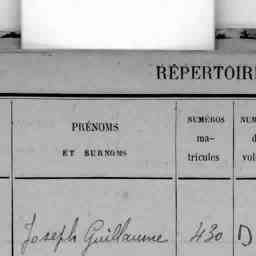 RÉPERTOIRE
PRÉNOMS
ET SURNOMS
NUMÉROS
ma-
tricules
Joseph Guillaume 430 D